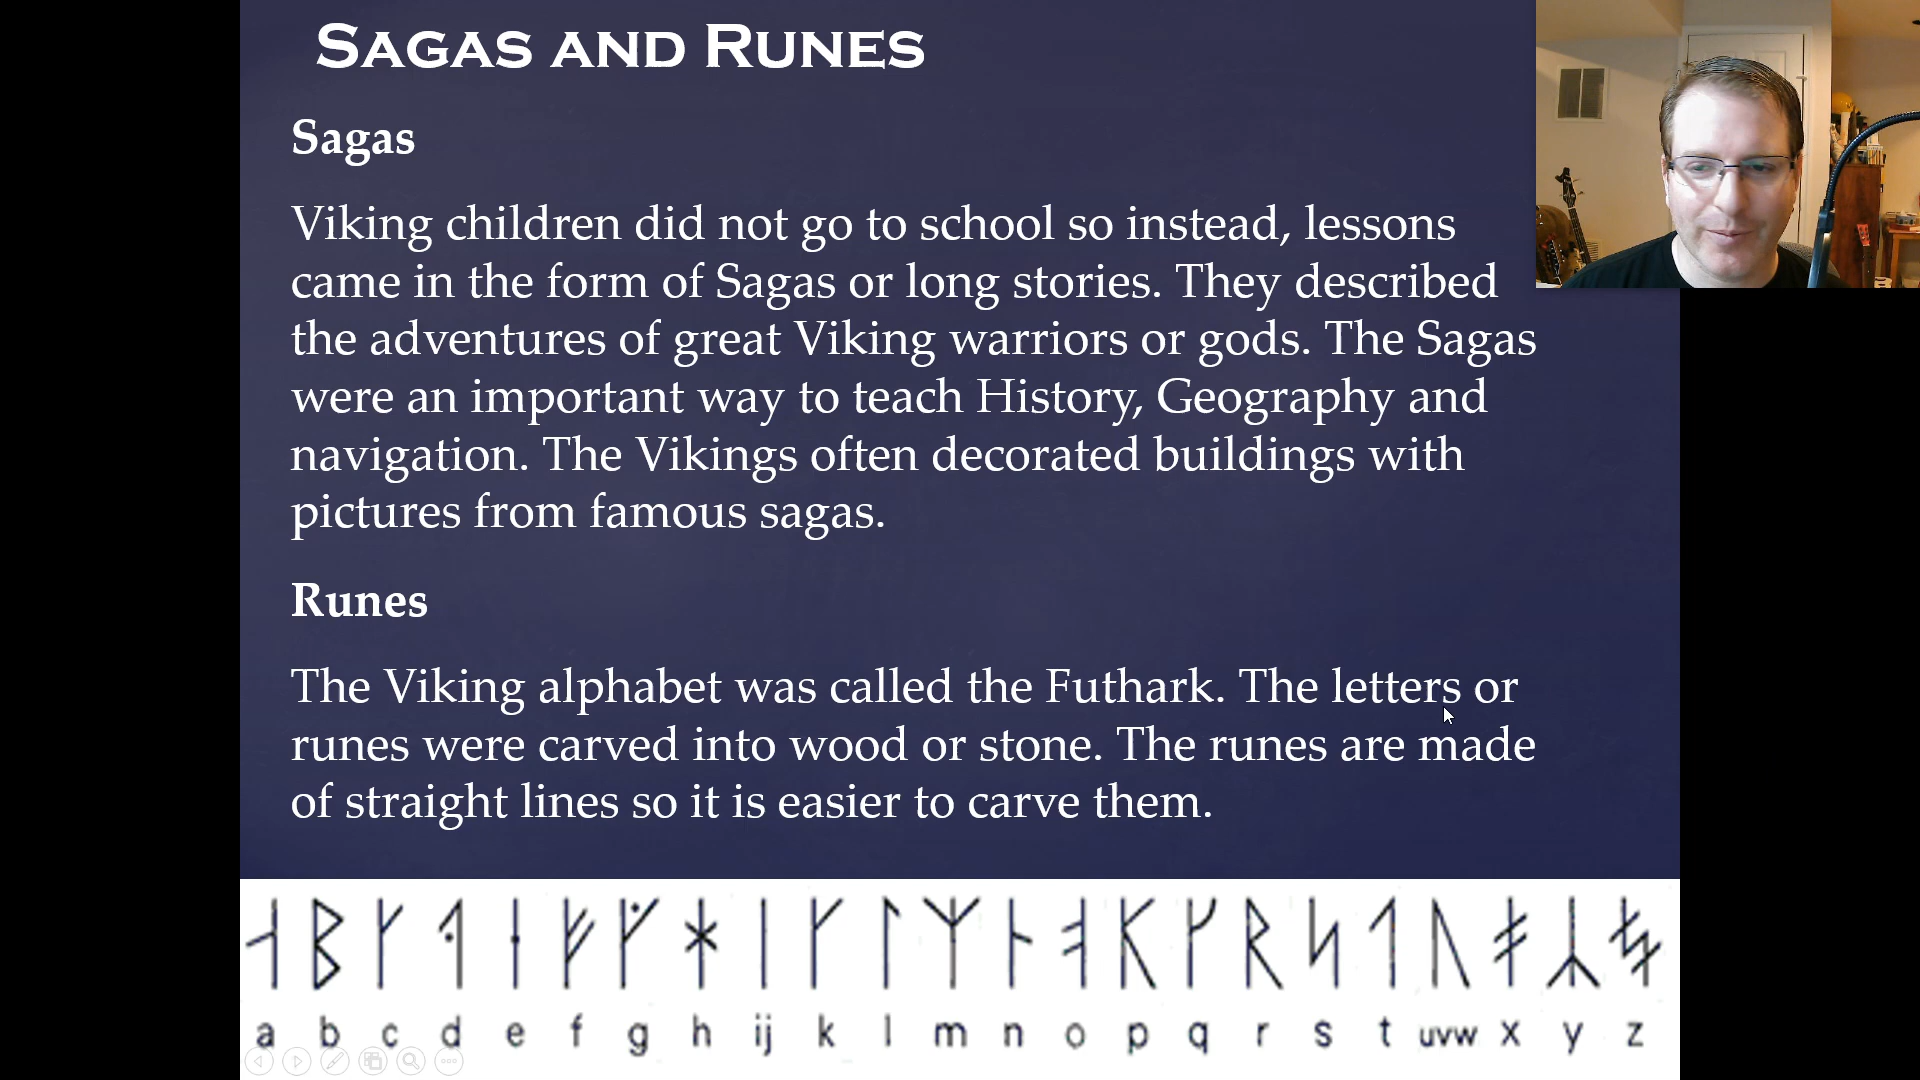 SAGAS AND RUNES
Sagas
Viking children did not go to school so instead, lessons
came in the form of Sagas or long stories. They described
the adventures of great Viking warriors or gods. The Sagas
were an important way to teach History, Geography and
navigation. The Vikings often decorated buildings with
pictures from famous sagas.
Runes
The Viking alphabet was called the Futhark. The letters or
runes were carved into wood or stone. The runes are made
of straight lines so it is easier to carve them.
a b c d e f g h ij k l m n o p q r s t uvw x y z